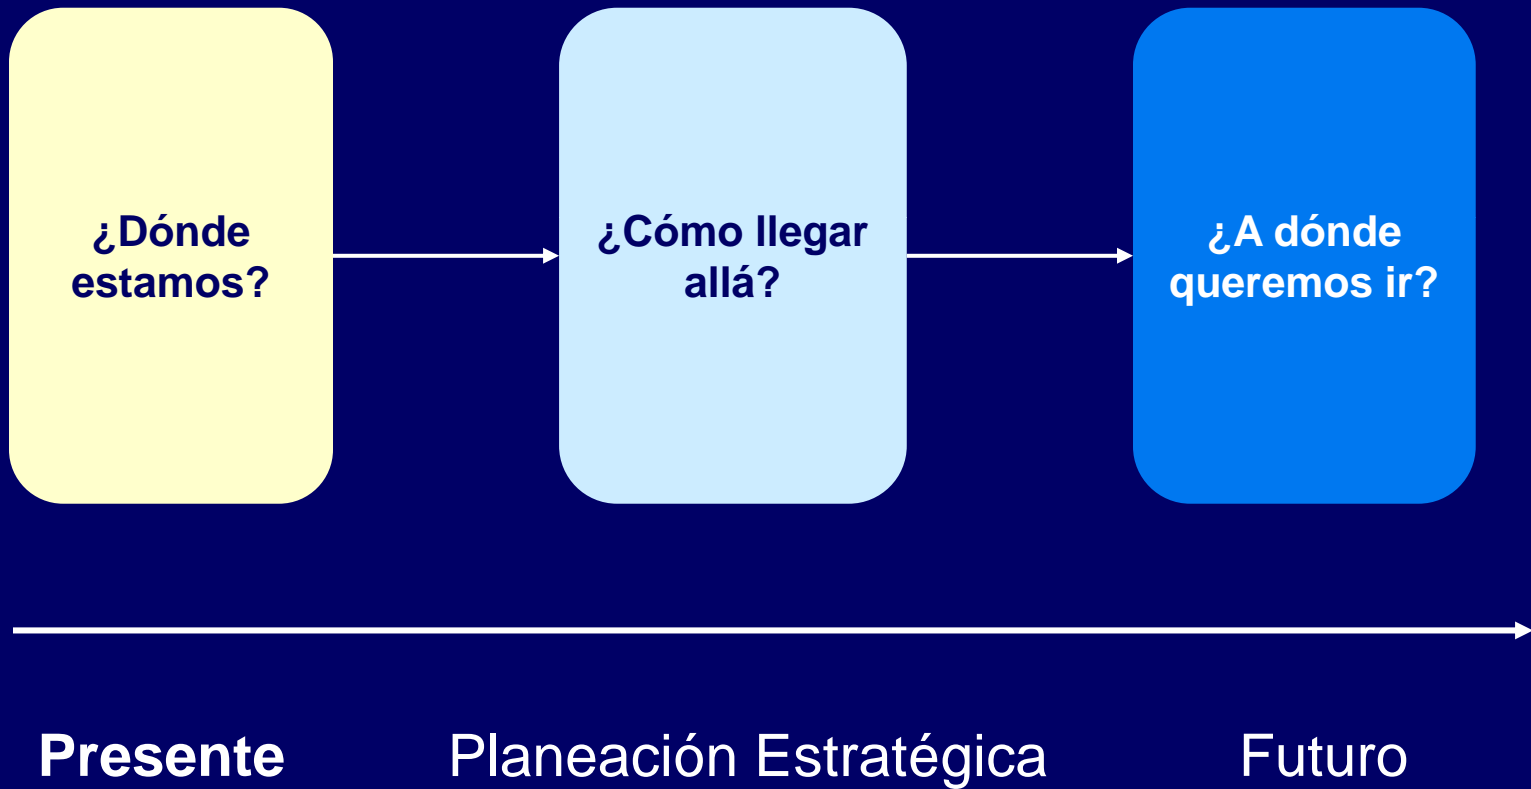 ¿Dónde
estamos?
¿Cómo llegar
allá?
¿A dónde
queremos ir?
Presente
Planeación Estratégica
Futuro